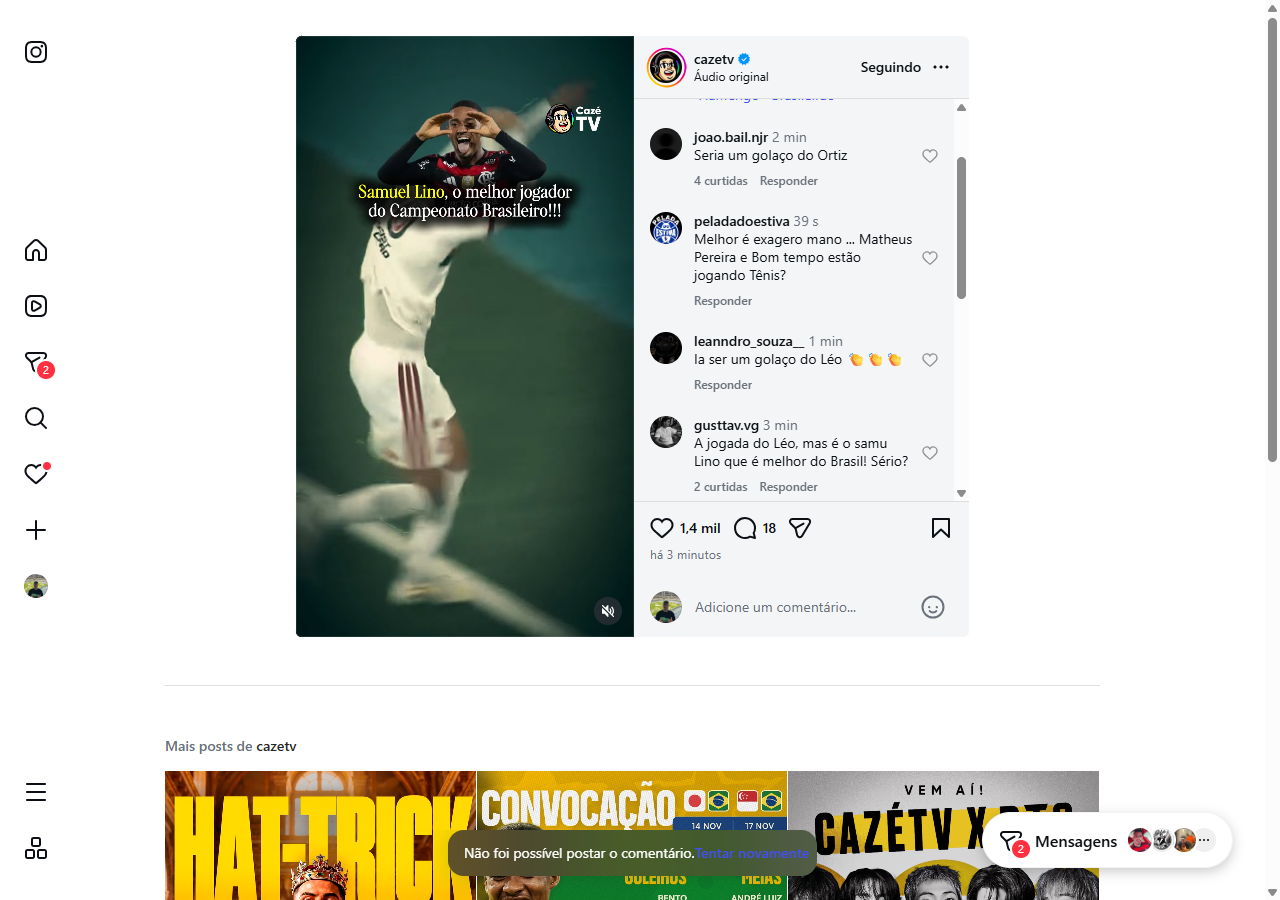 Cazé
TV
Samuel Lino, o melhor jogador
do Campeonato Brasileiro!!!
cazetv
Áudio original
Seguindo
joao.bail.njr 2 min
Seria um golaço do Ortiz
4 curtidas Responder
PELADA
ESTIVA
peladadoestiva 39 s
Melhor é exagero mano ... Matheus
Pereira e Bom tempo estão
jogando Tênis?
Responder
leanndro_souza__ 1 min
Ia ser um golaço do Léo 👏👏👏
Responder
gusttav.vg 3 min
A jogada do Léo, mas é o samu
Lino que é melhor do Brasil! Sério?
2 curtidas Responder
1,4 mil 18
há 3 minutos
Adicione um comentário...
2
Mais posts de cazetv
HAT-TRICK
CONVOCAÇÃO
14 NOV 17 NOV
GOLEIROS MEIAS
BENTO ANDRÉ LUIZ
VEM AÍ!
CAZÉTV X
Não foi possível postar o comentário. Tentar novamente
2
Mensagens